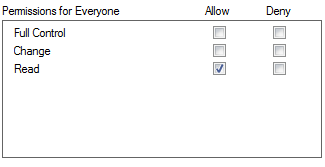 Permissions for Everyone Allow Deny
Full Control
Change
Read